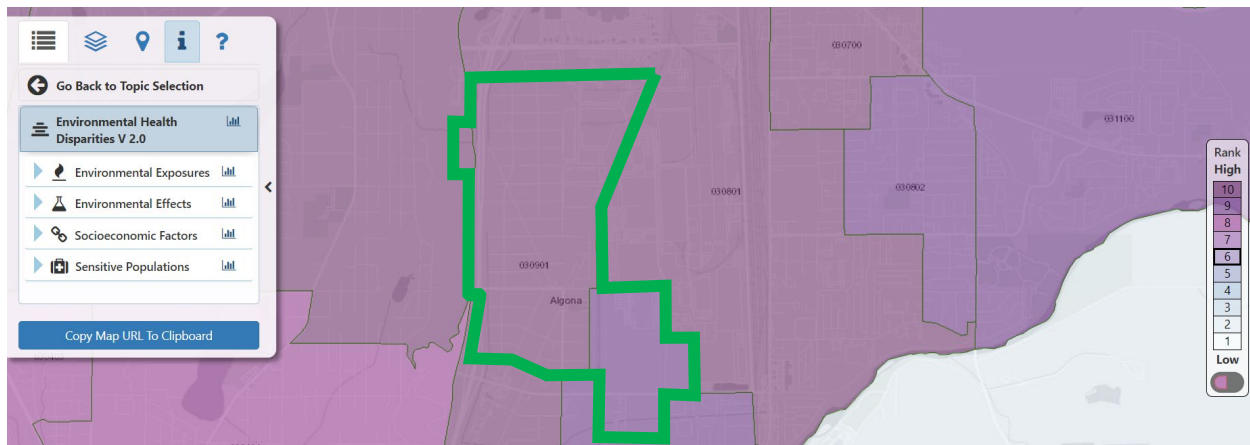 i
?
Go Back to Topic Selection
Environmental Health
Disparities V 2.0
Environmental Exposures
Environmental Effects
Socioeconomic Factors
Sensitive Populations
Copy Map URL To Clipboard
030700
031100
030801
030802
030901
Algona
Rank
High
10
9
8
7
6
5
4
3
2
1
Low